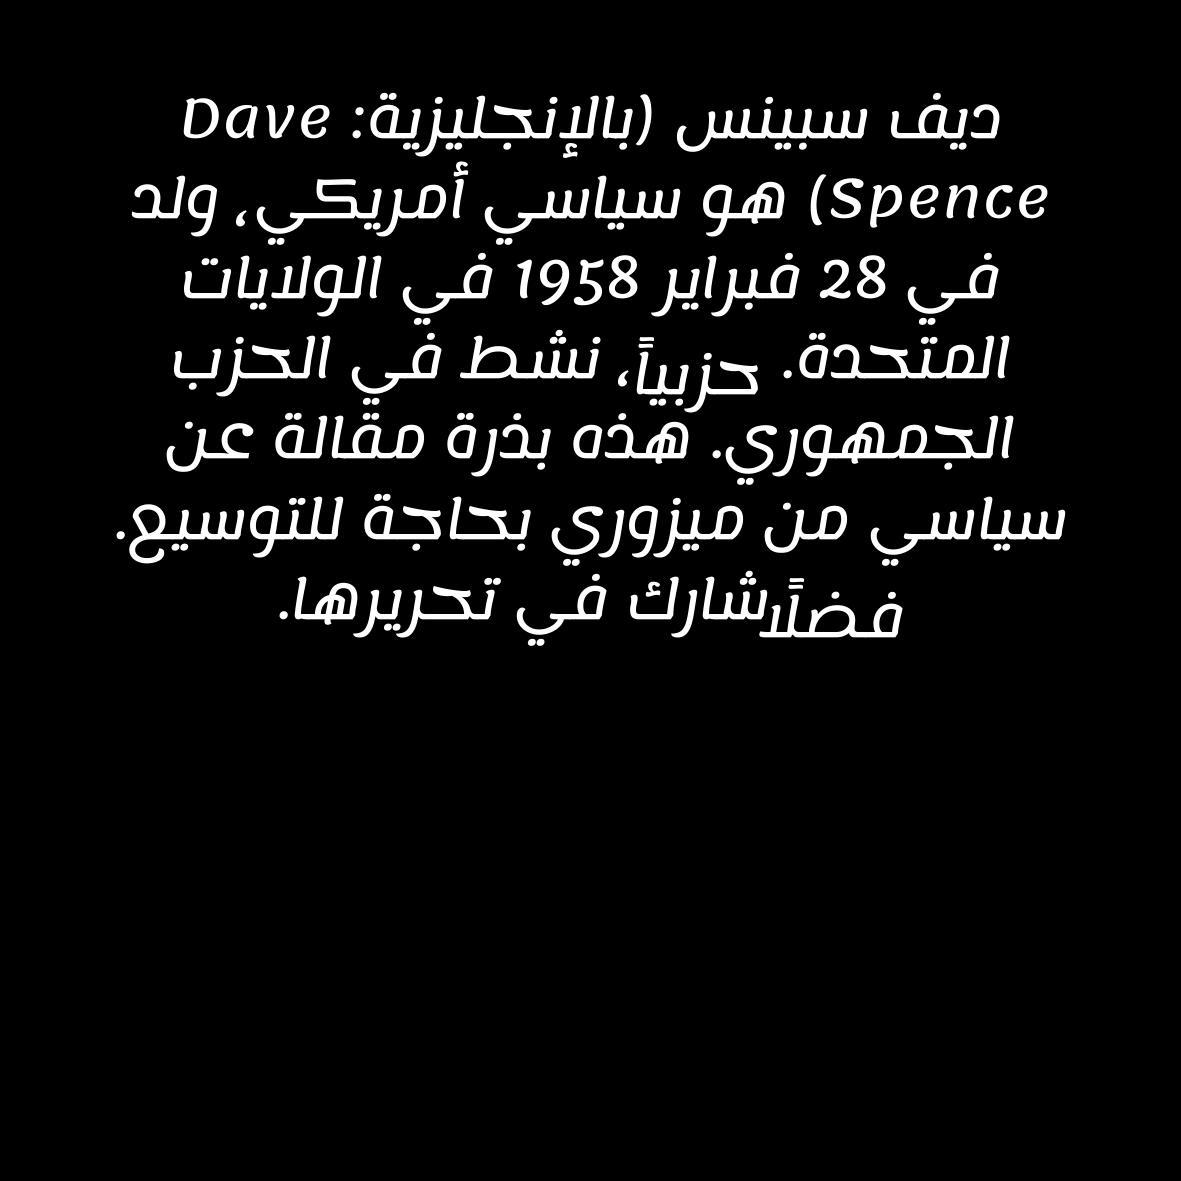 ديف سبينس (بالإنجليزية: Dave
Spence) هو سياسي أمريكي، ولد
في 28 فبراير 1958 في الولايات
المتحدة. حزبياً، نشط في الحزب
الجمهوري. هذه بذرة مقالة عن
سياسي من ميزوري بحاجة للتوسيع.
فضلًا شارك في تحريرها.